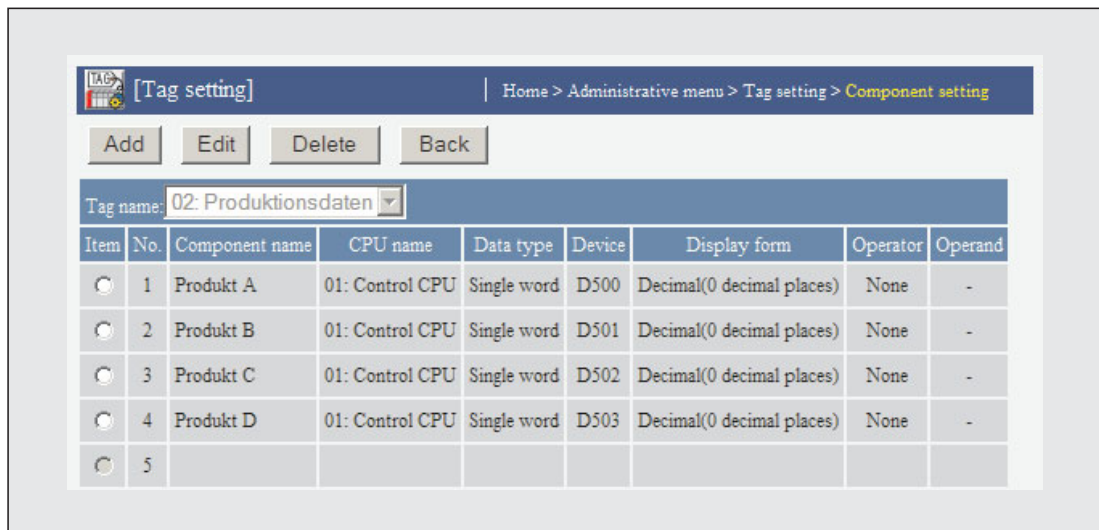 TAG
[Tag setting]
Home > Administrative menu > Tag setting > Component setting
Add Edit Delete Back
Tag name: 02: Produktionsdaten
Item No. Component name CPU name Data type Device Display form Operator Operand
1 Produkt A 01: Control CPU Single word D500 Decimal(0 decimal places) None -
2 Produkt B 01: Control CPU Single word D501 Decimal(0 decimal places) None -
3 Produkt C 01: Control CPU Single word D502 Decimal(0 decimal places) None -
4 Produkt D 01: Control CPU Single word D503 Decimal(0 decimal places) None -
5